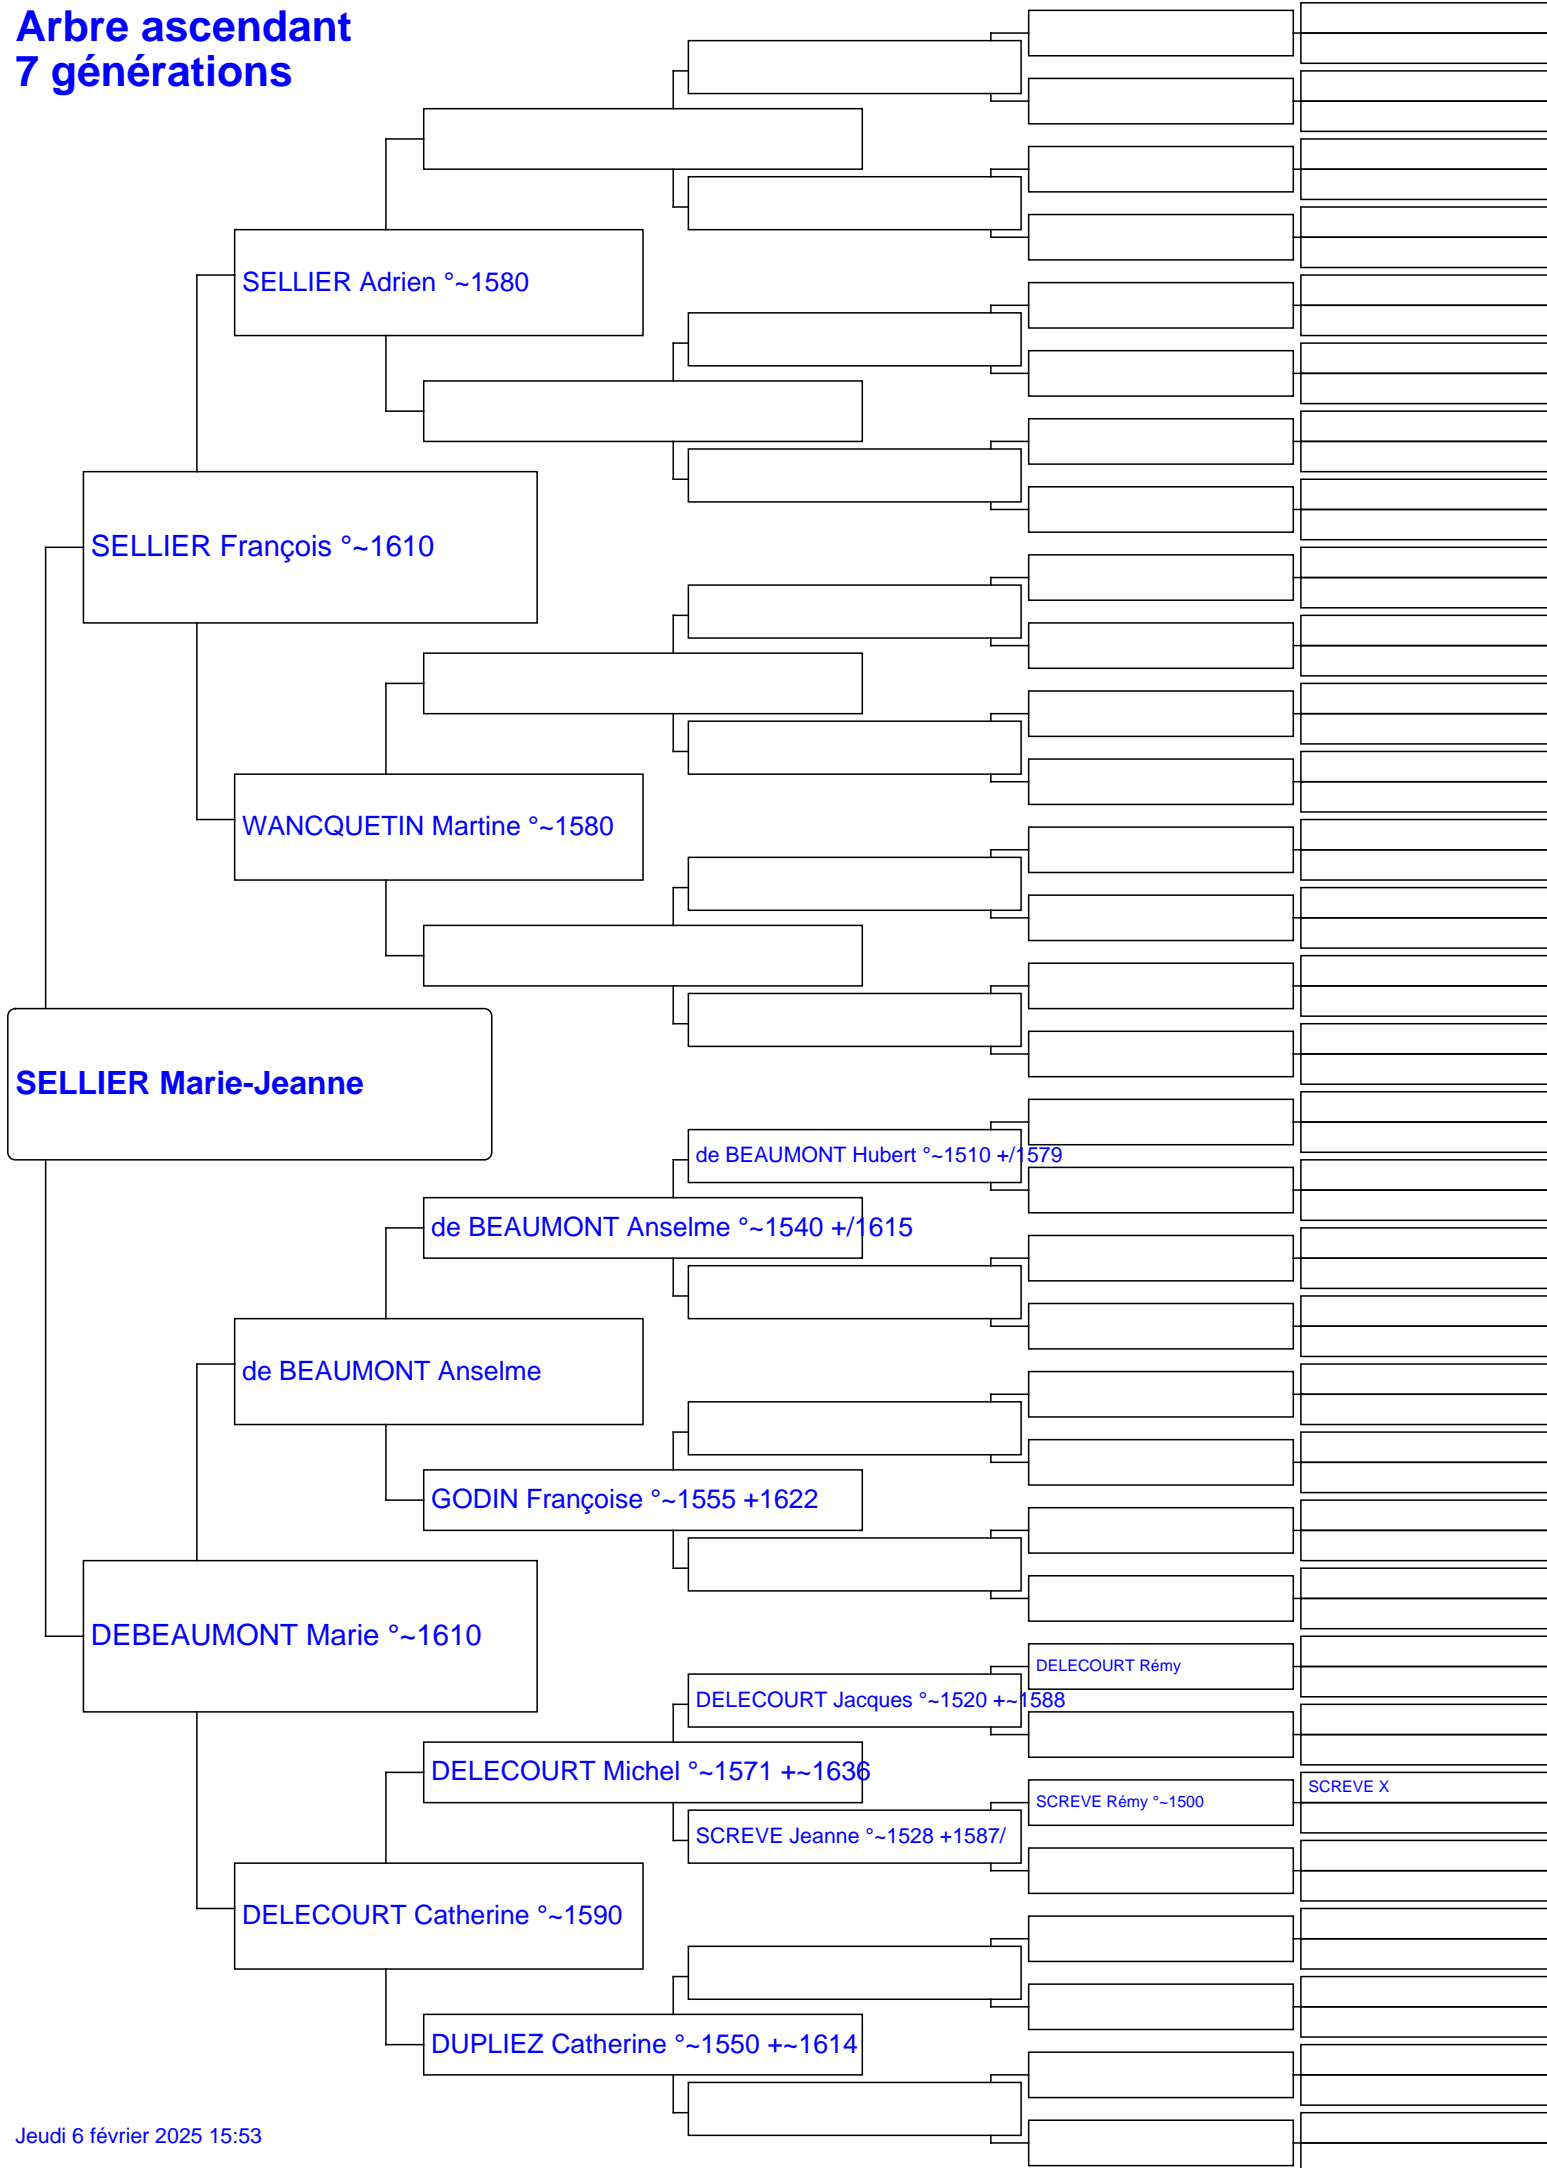 Arbre ascendant
7 générations
SELLIER Adrien °~1580
SELLIER François °~1610
WANCQUETIN Martine °~1580
SELLIER Marie-Jeanne
de BEAUMONT Hubert °~1510 +/1579
de BEAUMONT Anselme °~1540 +/1615
de BEAUMONT Anselme
GODIN Françoise °~1555 +1622
DEBEAUMONT Marie °~1610
DELECOURT Rémy
DELECOURT Jacques °~1520 +~1588
DELECOURT Michel °~1571 +~1636
SCREVE X
SCREVE Rémy °~1500
SCREVE Jeanne °~1528 +1587/
DELECOURT Catherine °~1590
DUPLIEZ Catherine °~1550 +~1614
Jeudi 6 février 2025 15:53